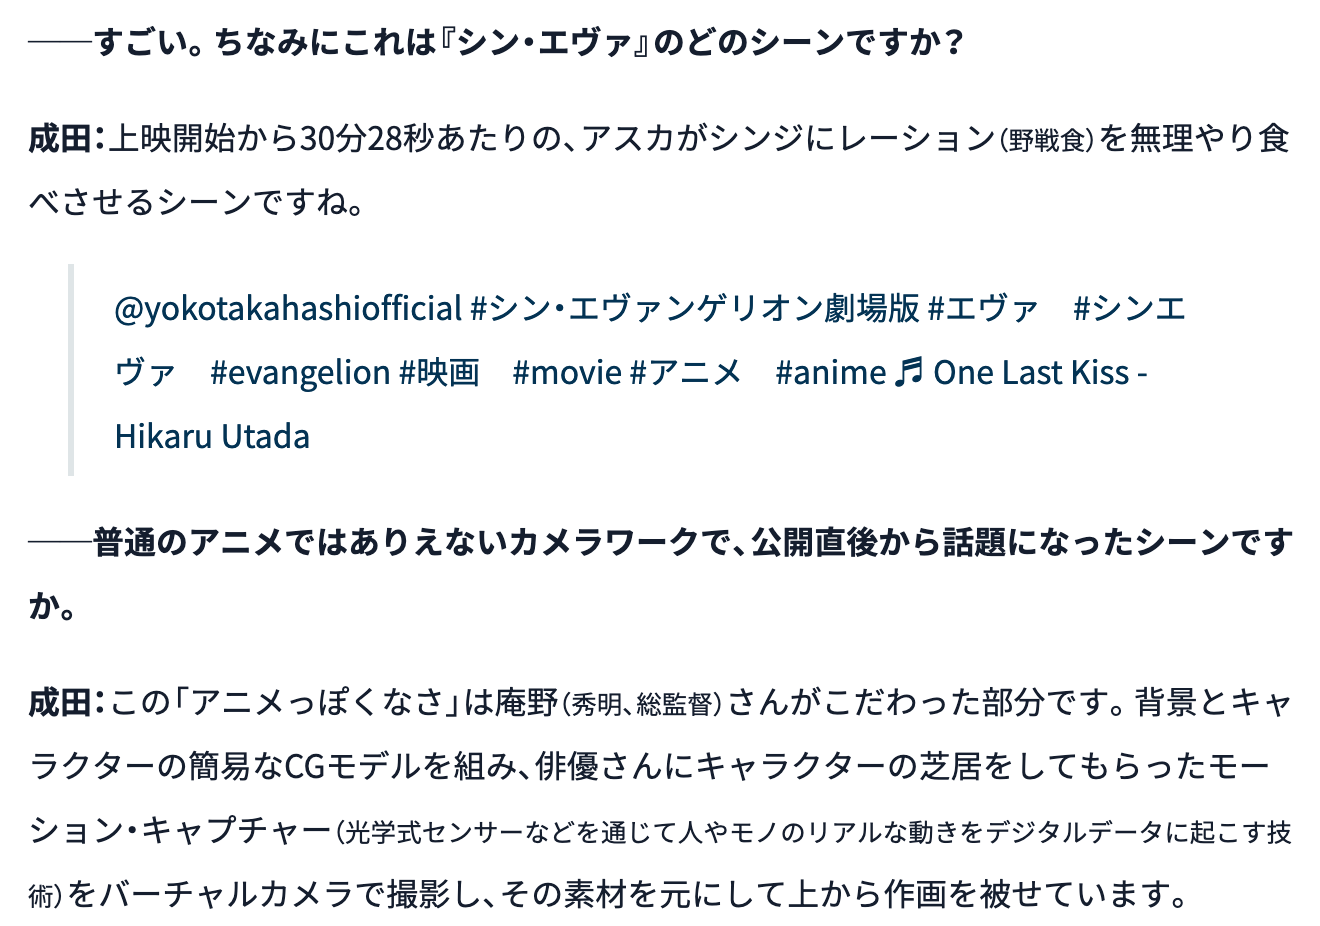 ——すごい。ちなみにこれは『シン・エヴァ』のどのシーンですか？
成田：上映開始から30分28秒あたりの、アスカがシンジにレーション（野戦食）を無理やり食
べさせるシーンですね。
@yokotakahashiofficial #シン・エヴァンゲリオン劇場版 #エヴァ　#シンエ
ヴァ　#evangelion #映画　#movie #アニメ　#anime ♬ One Last Kiss -
Hikaru Utada
——普通のアニメではありえないカメラワークで、公開直後から話題になったシーンです
か。
成田：この「アニメっぽくなさ」は庵野（秀明、総監督）さんがこだわった部分です。背景とキャ
ラクターの簡易なCGモデルを組み、俳優さんにキャラクターの芝居をしてもらったモー
ション・キャプチャー（光学式センサーなどを通じて人やモノのリアルな動きをデジタルデータに起こす技
術）をバーチャルカメラで撮影し、その素材を元にして上から作画を被せています。